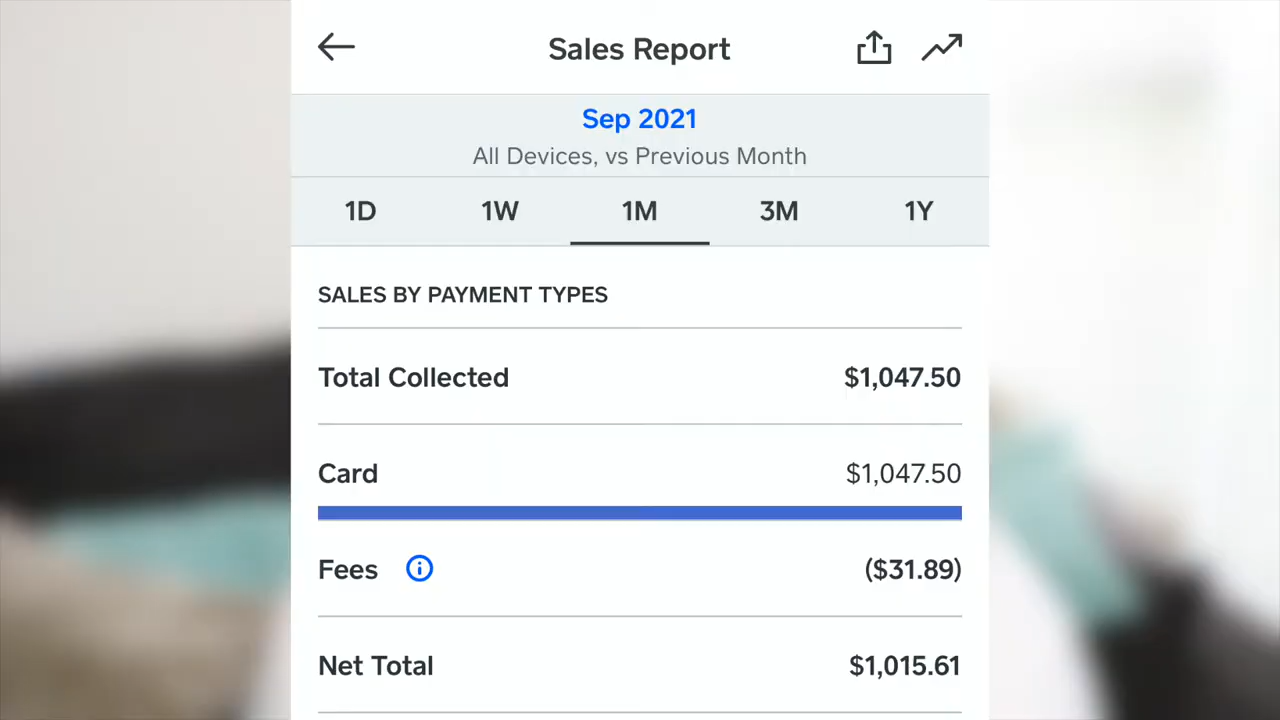 Sales Report
Sep 2021
All Devices, vs Previous Month
1D 1W 1M 3M 1Y
SALES BY PAYMENT TYPES
Total Collected $1,047.50
Card $1,047.50
Fees ($31.89)
Net Total $1,015.61